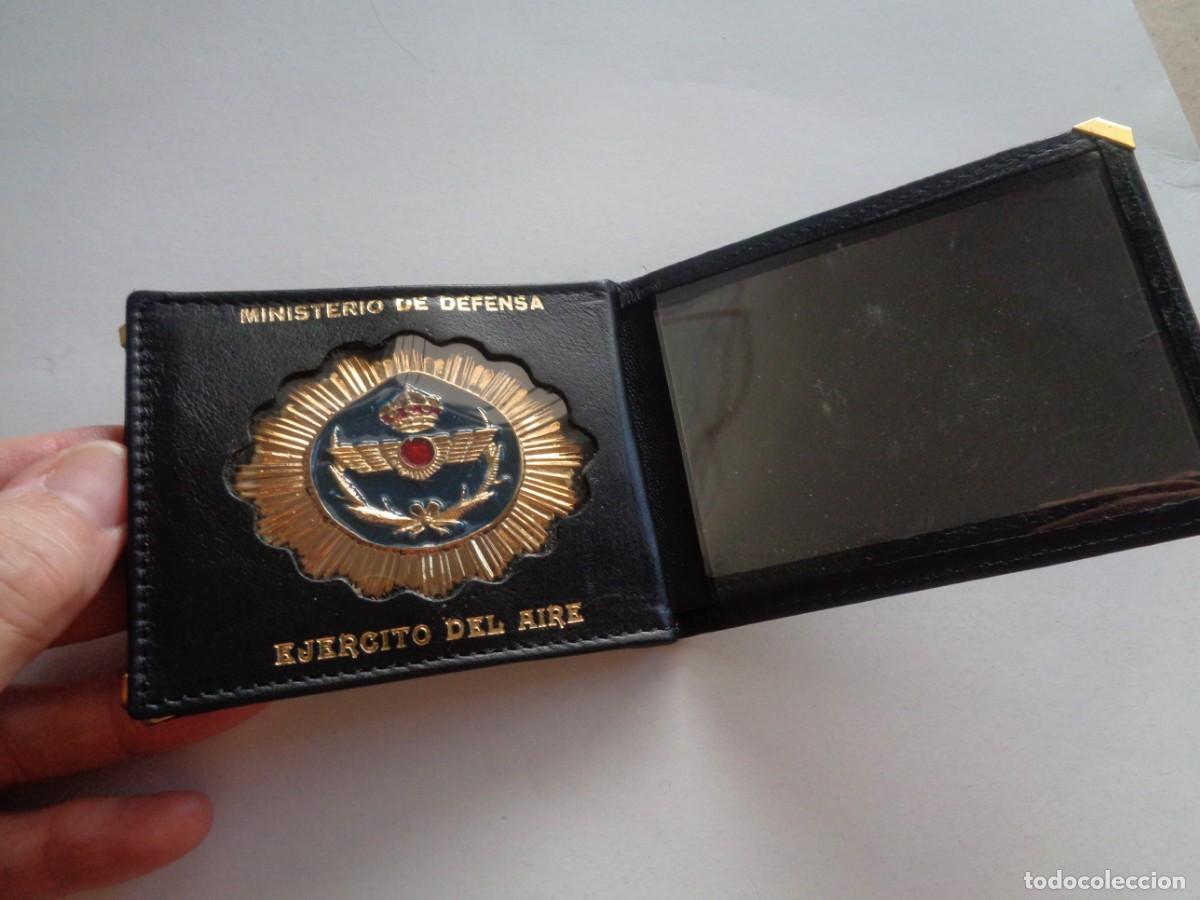 MINISTERIO DE DEFENSA
EJERCITO DEL AIRE
todocoleccion